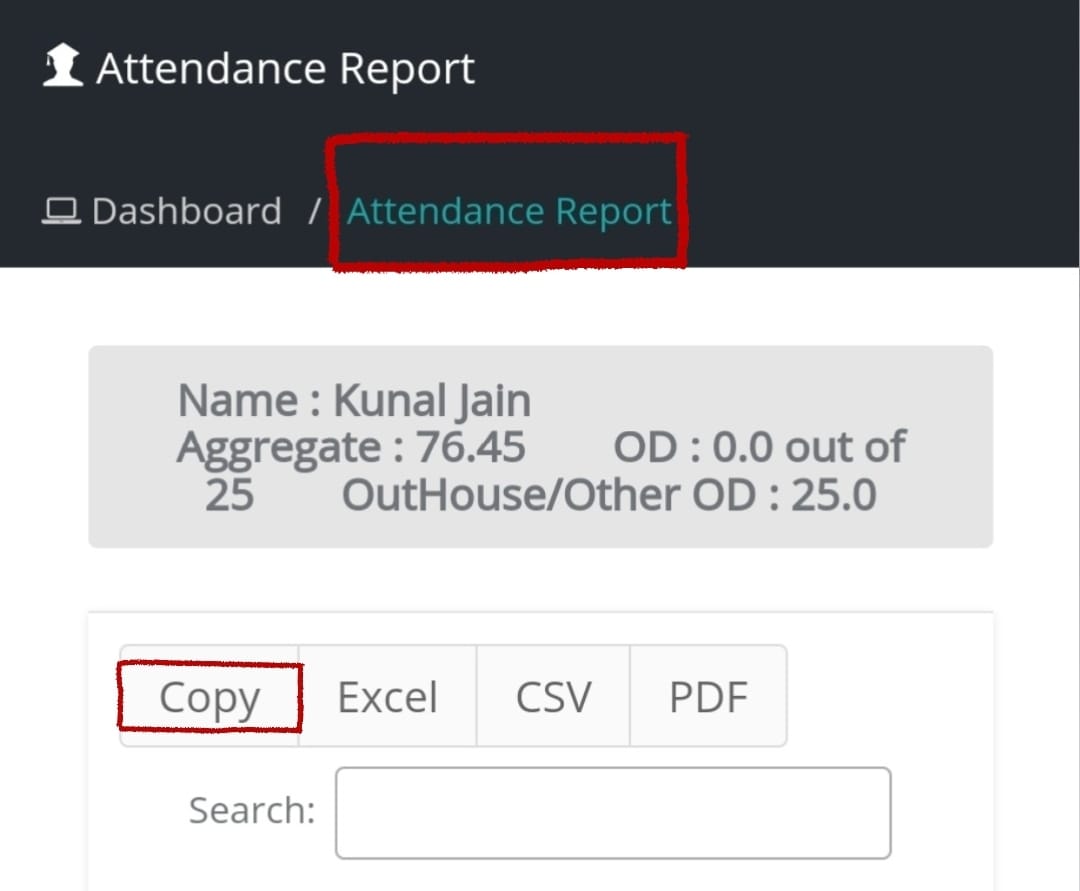 Attendance Report
Dashboard / Attendance Report
Name : Kunal Jain
Aggregate : 76.45 OD : 0.0 out of
25 OutHouse/Other OD : 25.0
Copy Excel CSV PDF
Search: